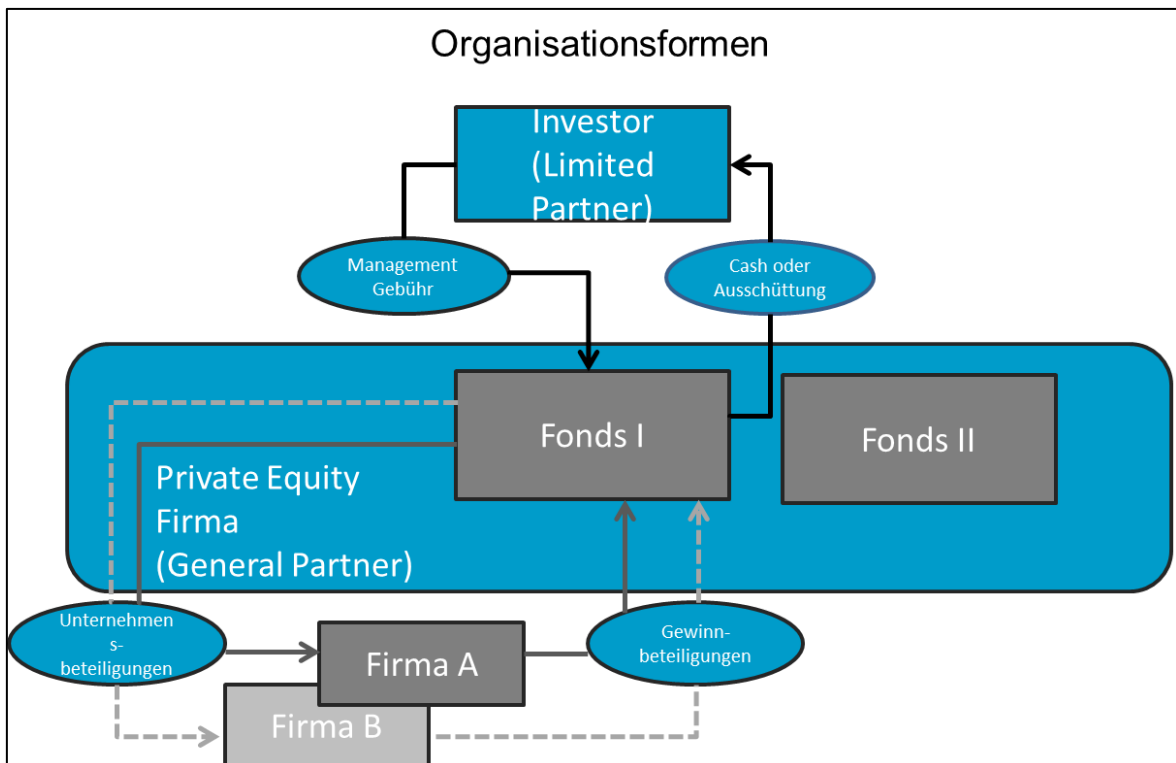 Organisationsformen
Investor
(Limited
Partner)
Management
Gebühr
Cash oder
Ausschüttung
Fonds I
Fonds II
Private Equity
Firma
(General Partner)
Unternehmen
s-
beteiligungen
Firma A
Gewinn-
beteiligungen
Firma B